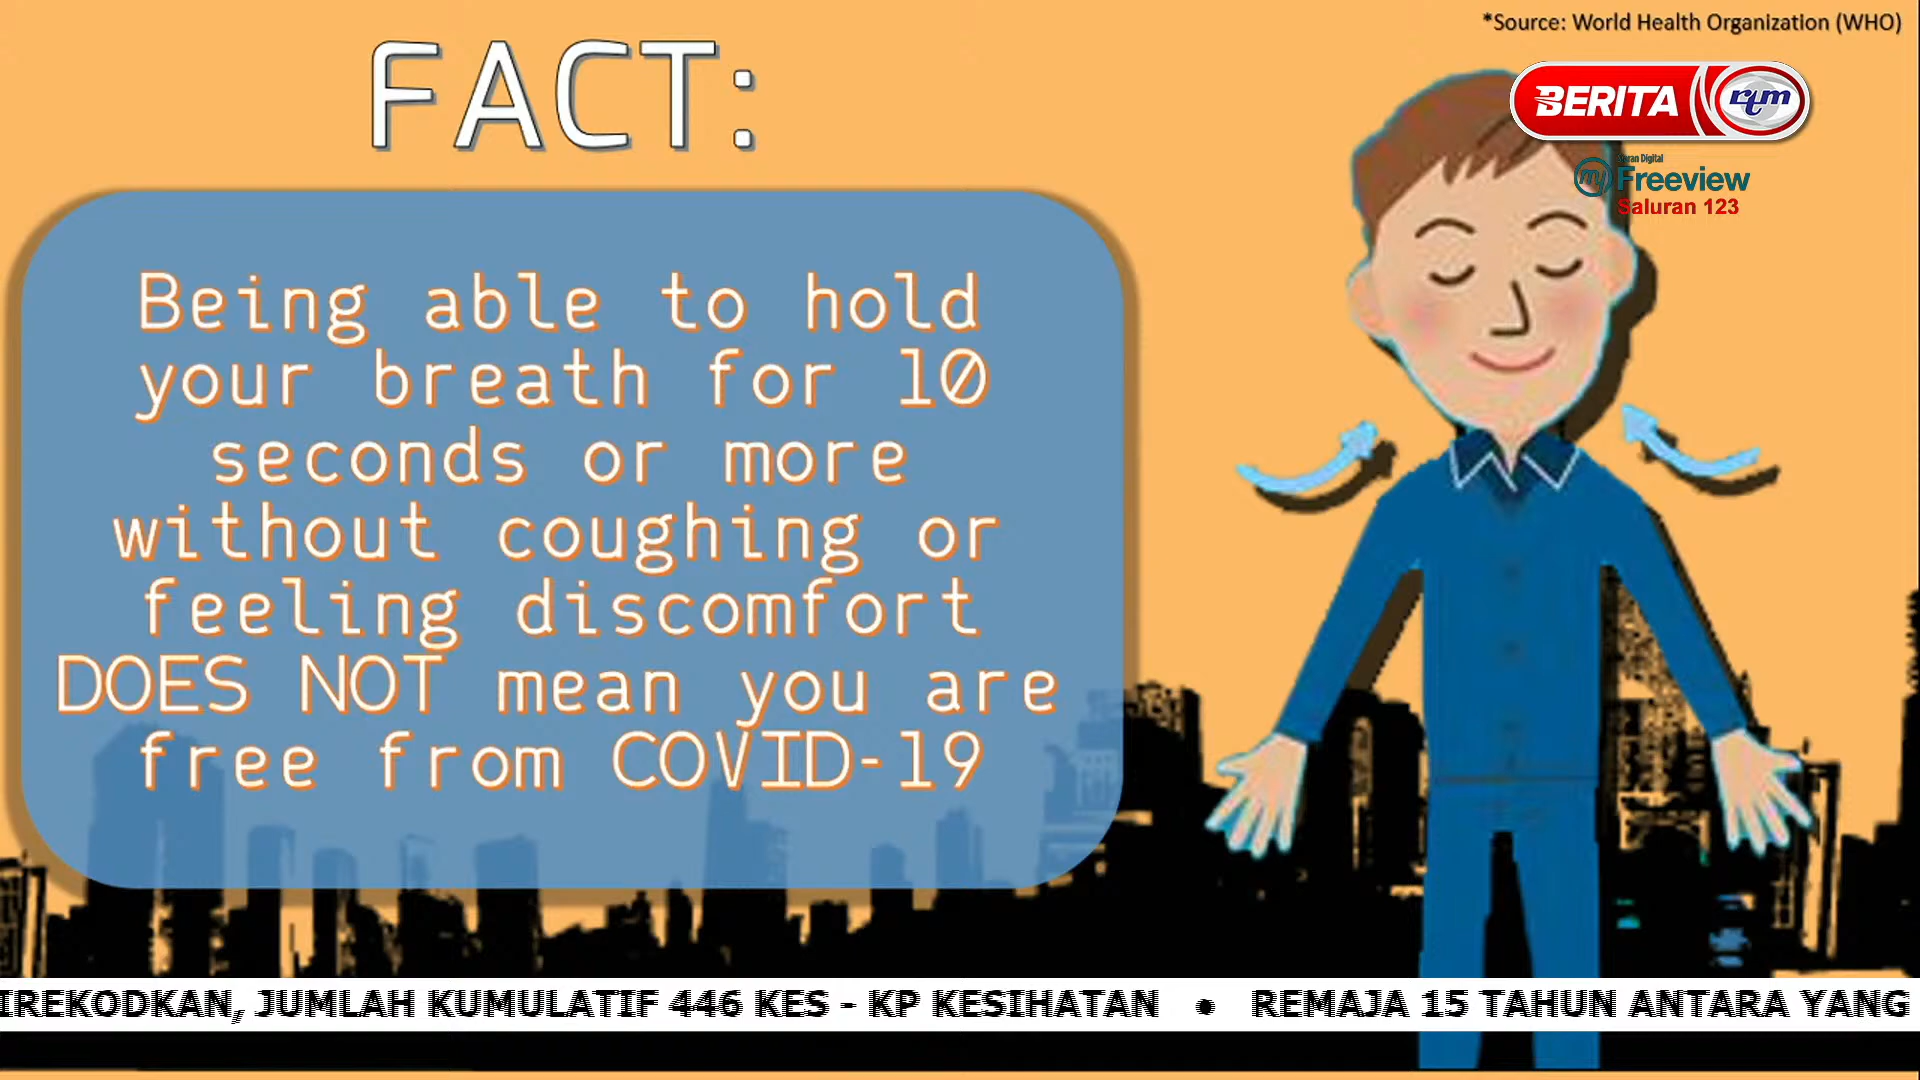 *Source: World Health Organization (WHO)
FACT:
BERITA rtm
my Freeview
Saluran 123
Being able to hold
your breath for 10
seconds or more
without coughing or
feeling discomfort
DOES NOT mean you are
free from COVID-19
IREKODKAN, JUMLAH KUMULATIF 446 KES - KP KESIHATAN • REMAJA 15 TAHUN ANTARA YANG